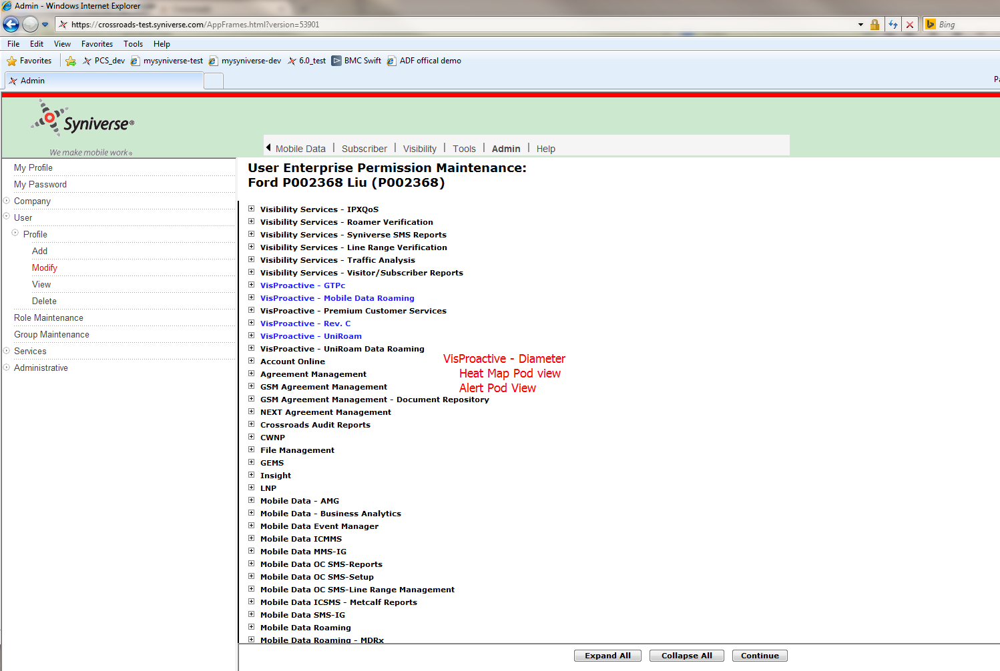 Admin - Windows Internet Explorer
https://crossroads-test.syniverse.com/AppFrames.html?version=53901
Bing
File Edit View Favorites Tools Help
Favorites PCS_dev mysyniverse-test mysyniverse-dev 6.0_test BMC Swift ADF offical demo
Admin
Syniverse®
We make mobile work®
Mobile Data | Subscriber | Visibility | Tools | Admin | Help
My Profile
My Password
Company
User
Profile
Add
Modify
View
Delete
Role Maintenance
Group Maintenance
Services
Administrative
User Enterprise Permission Maintenance:
Ford P002368 Liu (P002368)
Visibility Services - IPXQoS
Visibility Services - Roamer Verification
Visibility Services - Syniverse SMS Reports
Visibility Services - Line Range Verification
Visibility Services - Traffic Analysis
Visibility Services - Visitor/Subscriber Reports
VisProactive - GTPc
VisProactive - Mobile Data Roaming
VisProactive - Premium Customer Services
VisProactive - Rev. C
VisProactive - UniRoam
VisProactive - UniRoam Data Roaming
Account Online
Agreement Management
GSM Agreement Management
GSM Agreement Management - Document Repository
NEXT Agreement Management
Crossroads Audit Reports
CWNP
File Management
GEMS
Insight
LNP
Mobile Data - AMG
Mobile Data - Business Analytics
Mobile Data Event Manager
Mobile Data ICMMS
Mobile Data MMS-IG
Mobile Data OC SMS-Reports
Mobile Data OC SMS-Setup
Mobile Data OC SMS-Line Range Management
Mobile Data ICSMS - Metcalf Reports
Mobile Data SMS-IG
Mobile Data Roaming
Mobile Data Roaming - MDRx
VisProactive - Diameter
Heat Map Pod view
Alert Pod View
Expand All Collapse All Continue